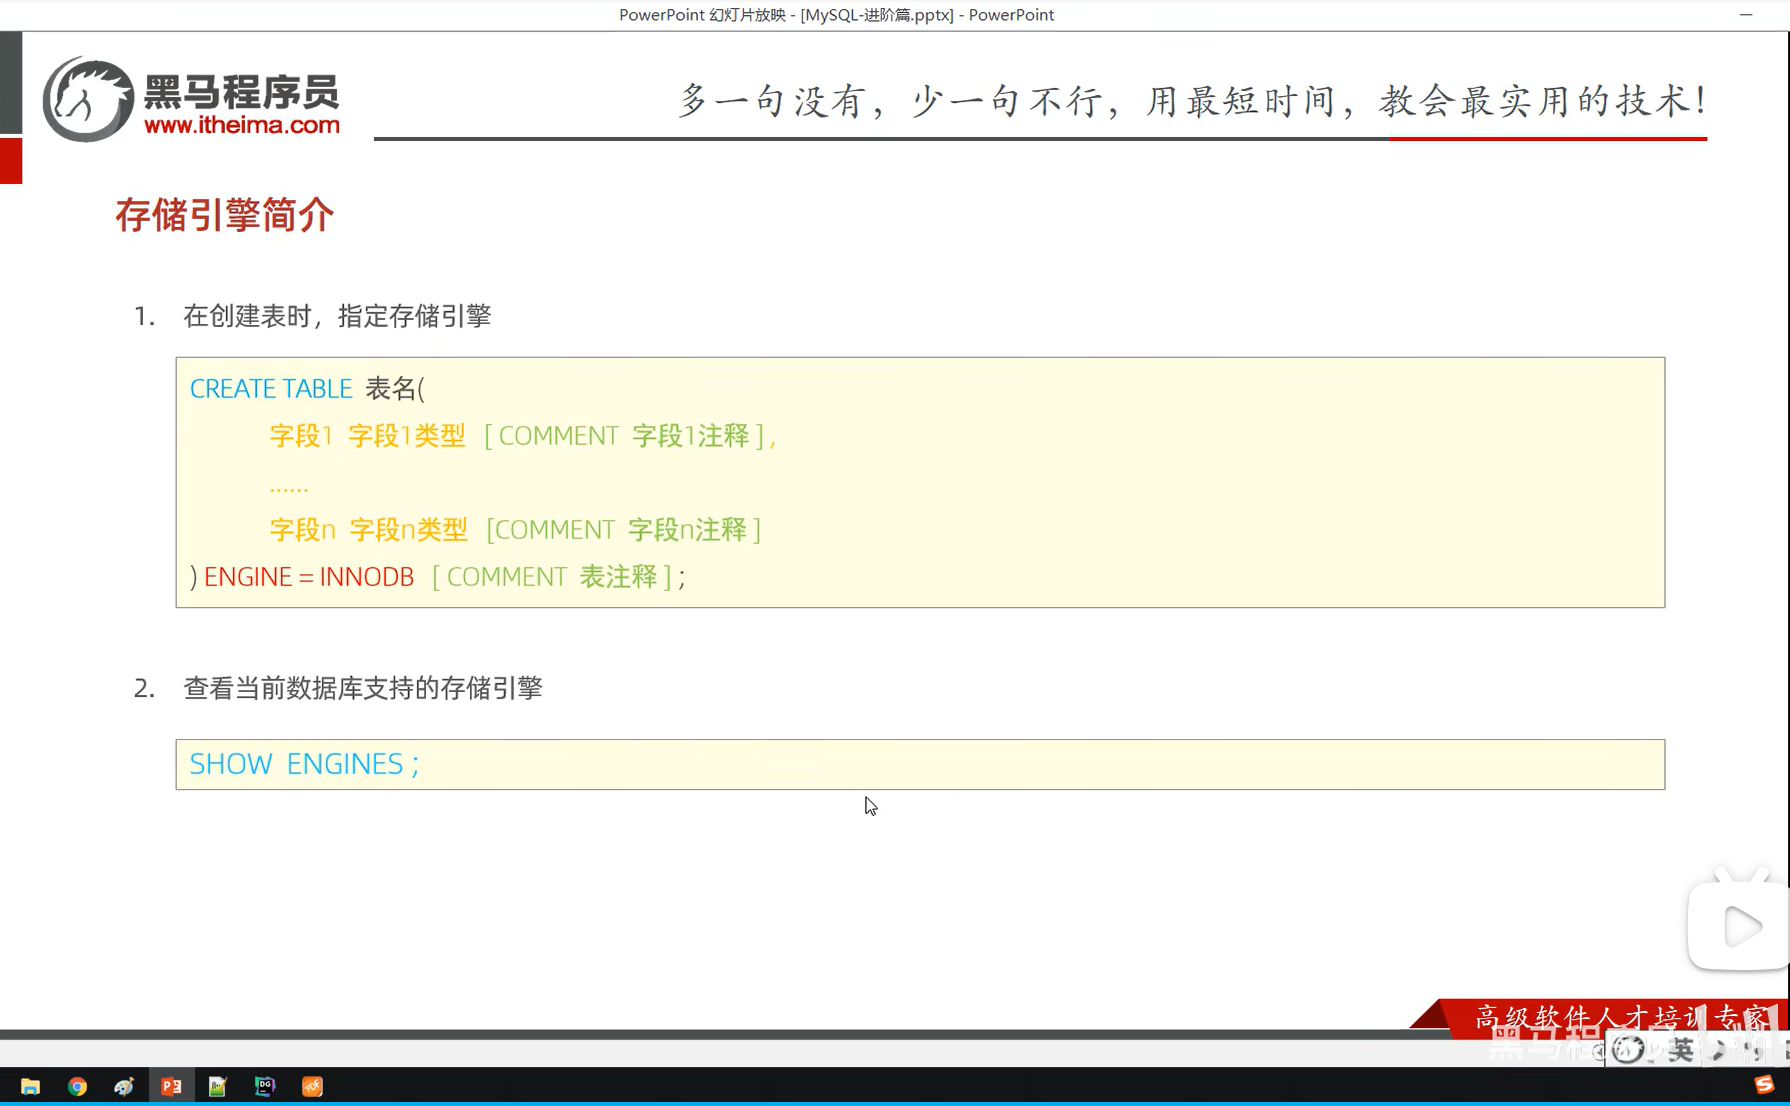 PowerPoint 幻灯片放映 - [MySQL-进阶篇.pptx] - PowerPoint
黑马程序员
www.itheima.com
多一句没有，少一句不行，用最短时间，教会最实用的技术！
存储引擎简介
1. 在创建表时，指定存储引擎
CREATE TABLE 表名(
字段1 字段1类型 [ COMMENT 字段1注释 ] ,
......
字段n 字段n类型 [COMMENT 字段n注释 ]
) ENGINE = INNODB [ COMMENT 表注释 ] ;
2. 查看当前数据库支持的存储引擎
SHOW ENGINES ;
高级软件人才培训专家
黑马程序员
英